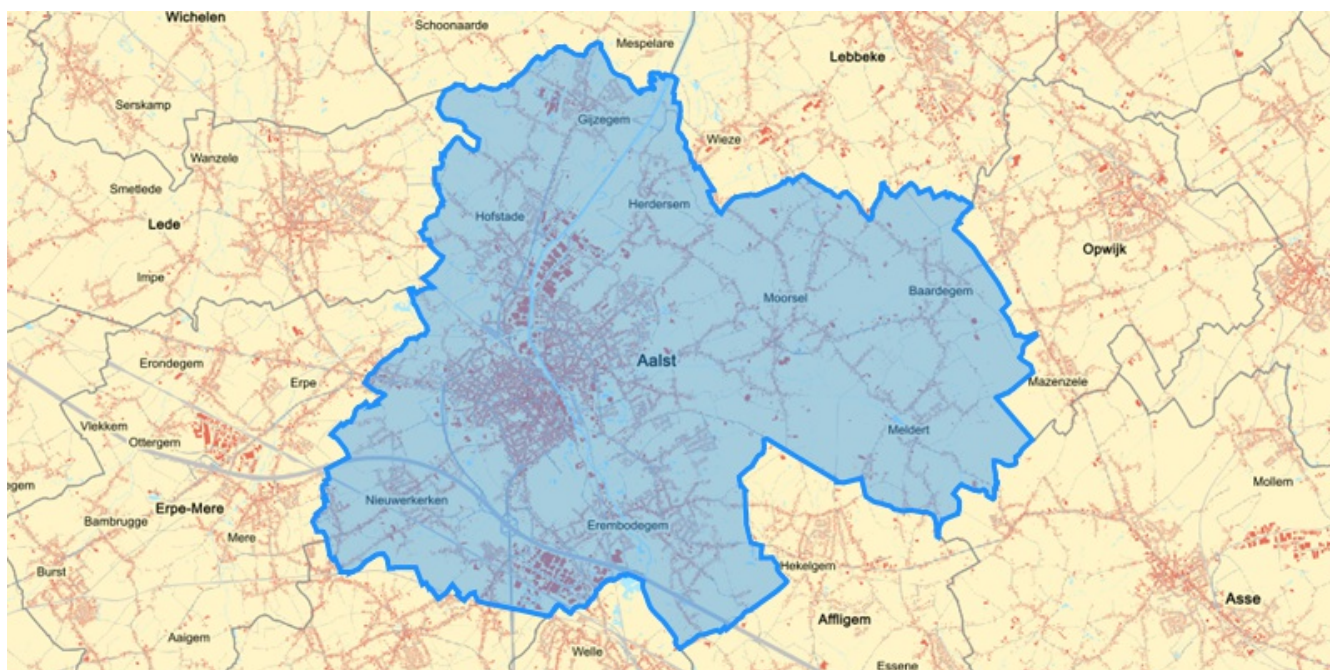 Wichelen
Schoonaarde
Mespelare
Lebbeke
Serskamp
Gijzegem
Wieze
Wanzele
Smetlede
Lede
Hofstade
Herdersem
Opwijk
Impe
Moorsel
Baardegem
Erondegem
Erpe
Aalst
Mazenzele
Vlekkem
Ottergem
Meldert
egem
Nieuwerkerken
Mollem
Erpe-Mere
Bambrugge
Erembodegem
Mere
Hekelgem
Burst
Asse
Affligem
Aaigem
Welle
Essene